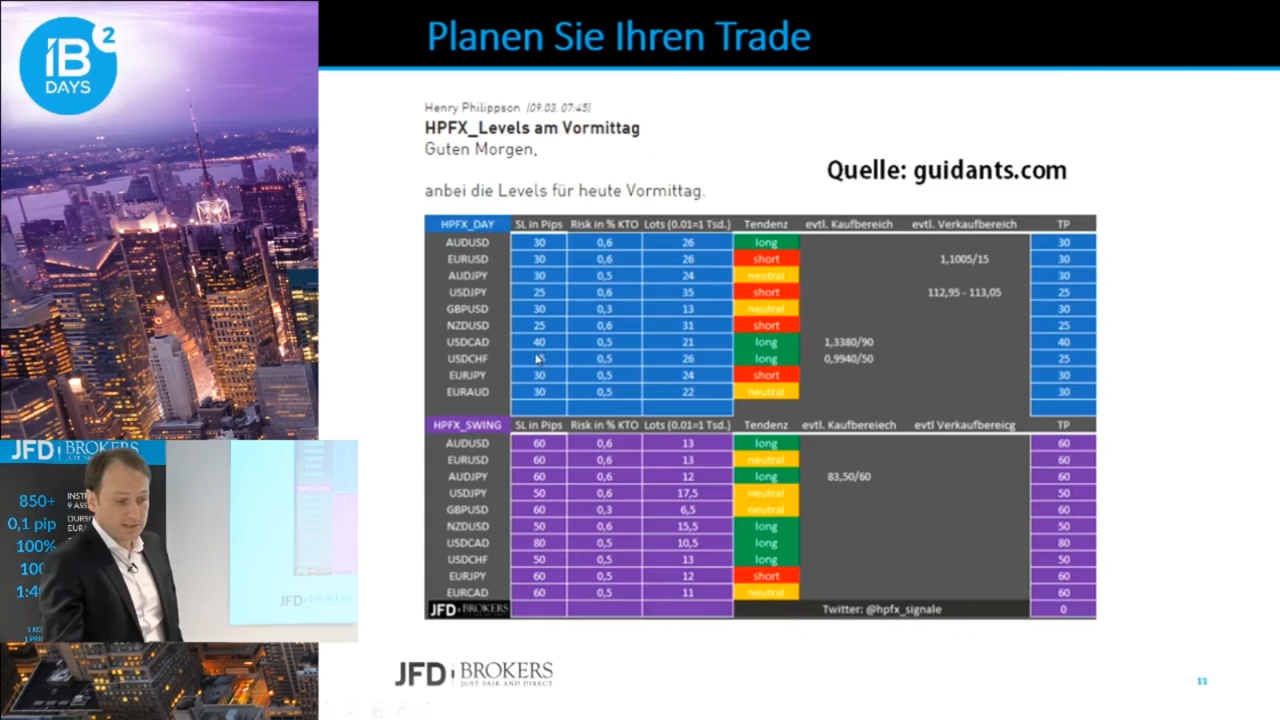 IB²
DAYS
Planen Sie Ihren Trade
Henry Philippson (09.03. 07:45)
HPFX_Levels am Vormittag
Guten Morgen,
Quelle: guidants.com
anbei die Levels für heute Vormittag.
HPFX_DAY SL in Pips Risk in % KTO Lots (0.01=1 Tsd.) Tendenz evtl. Kaufbereich evtl. Verkaufbereich TP
AUDUSD 30 0,6 26 long 30
EURUSD 30 0,6 26 short 1,1005/15 30
AUDJPY 30 0,5 24 neutral 30
USDJPY 25 0,6 35 short 112,95 - 113,05 25
GBPUSD 30 0,3 13 neutral 30
NZDUSD 25 0,6 31 short 25
USDCAD 40 0,5 21 long 1,3380/90 40
USDCHF 0,5 26 long 0,9940/50 25
EURJPY 30 0,5 24 short 30
EURAUD 30 0,5 22 neutral 30
HPFX_SWING SL in Pips Risk in % KTO Lots (0.01=1 Tsd.) Tendenz evtl. Kaufbereiech evtl Verkaufbereicg TP
AUDUSD 60 0,6 13 long 60
EURUSD 60 0,6 13 neutral 60
AUDJPY 60 0,6 12 long 83,50/60 60
USDJPY 50 0,6 17,5 neutral 50
GBPUSD 60 0,3 6,5 neutral 60
NZDUSD 50 0,6 15,5 long 50
USDCAD 80 0,5 10,5 long 80
USDCHF 50 0,5 13 long 50
EURJPY 60 0,5 12 short 60
EURCAD 60 0,5 11 neutral 60
JFD BROKERS Twitter: @hpfx_signale 0
JFD BROKERS
850+
0,1 pip
100%
JFD BROKERS
JFD BROKERS
JUST FAIR AND DIRECT
11